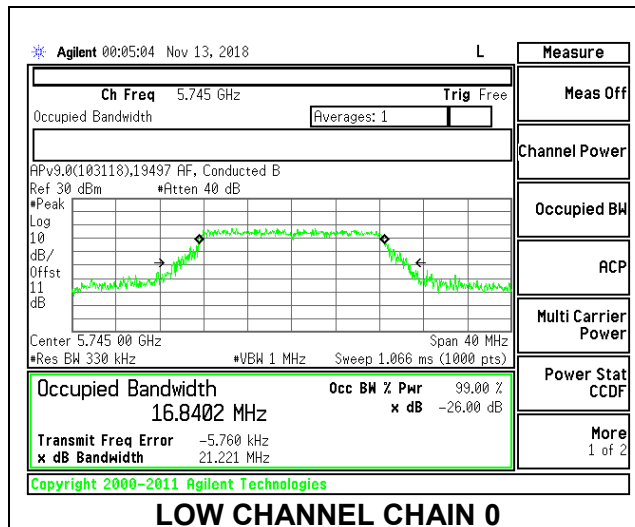 Agilent 00:05:04 Nov 13, 2018 L
Measure
Ch Freq 5.745 GHz Trig Free
Meas Off
Occupied Bandwidth Averages: 1
Channel Power
APv9.0(103118),19497 AF, Conducted B
Ref 30 dBm #Atten 40 dB
#Peak
Log
10
dB/
Offst
11
dB
Occupied BW
ACP
Center 5.745 00 GHz Span 40 MHz
#Res BW 330 kHz #VBW 1 MHz Sweep 1.066 ms (1000 pts)
Multi Carrier
Power
Occupied Bandwidth Occ BW % Pwr 99.00 %
16.8402 MHz x dB -26.00 dB
Transmit Freq Error -5.760 kHz
x dB Bandwidth 21.221 MHz
Power Stat
CCDF
More
1 of 2
Copyright 2000-2011 Agilent Technologies
LOW CHANNEL CHAIN 0